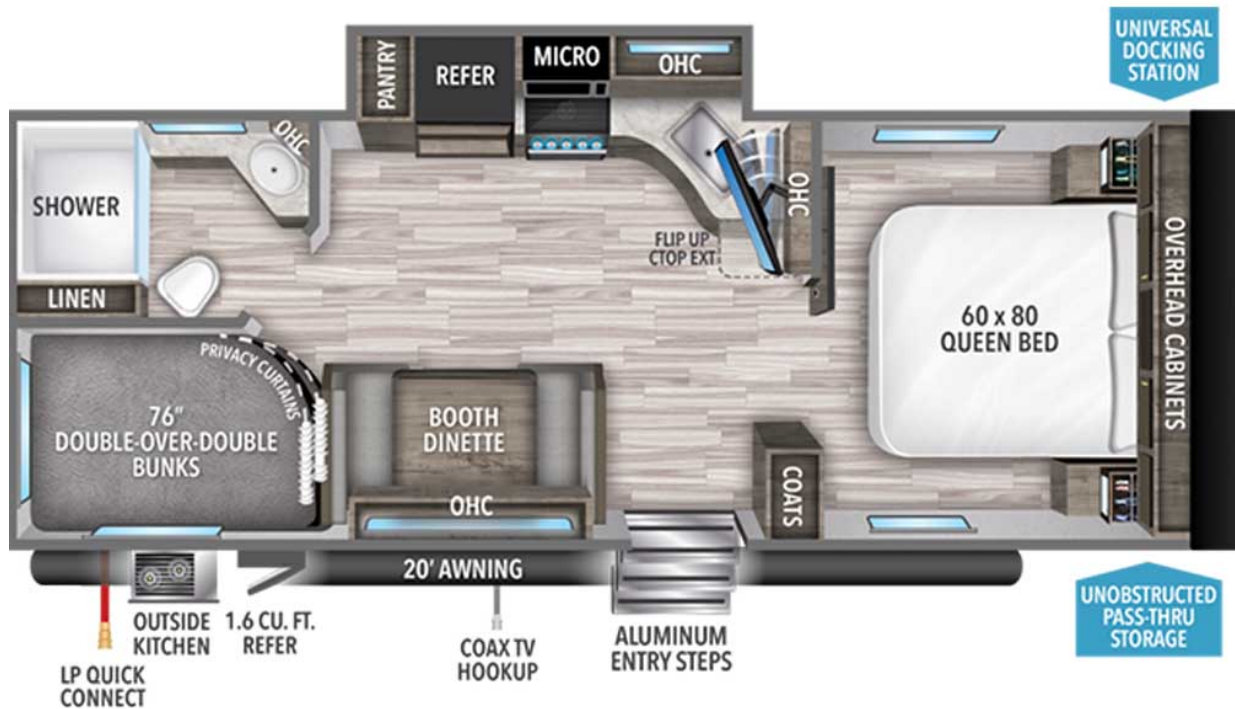 UNIVERSAL
DOCKING
STATION
PANTRY
REFER
MICRO
OHC
OHC
SHOWER
LINEN
OHC
FLIP UP
CTOP EXT
60 x 80
QUEEN BED
OVERHEAD CABINETS
PRIVACY CURTAINS
76"
DOUBLE-OVER-DOUBLE
BUNKS
BOOTH
DINETTE
OHC
COATS
20' AWNING
OUTSIDE
KITCHEN
1.6 CU. FT.
REFER
LP QUICK
CONNECT
COAX TV
HOOKUP
ALUMINUM
ENTRY STEPS
UNOBSTRUCTED
PASS-THRU
STORAGE